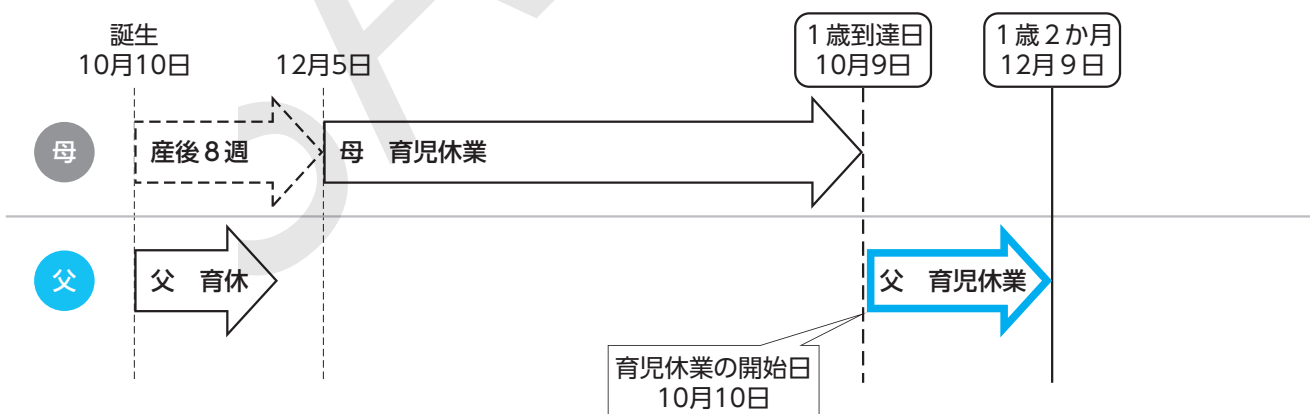 誕生
10月10日
12月5日
1歳到達日
10月9日
1歳2か月
12月9日
母
産後8週
母 育児休業
父
父 育休
父 育児休業
育児休業の開始日
10月10日